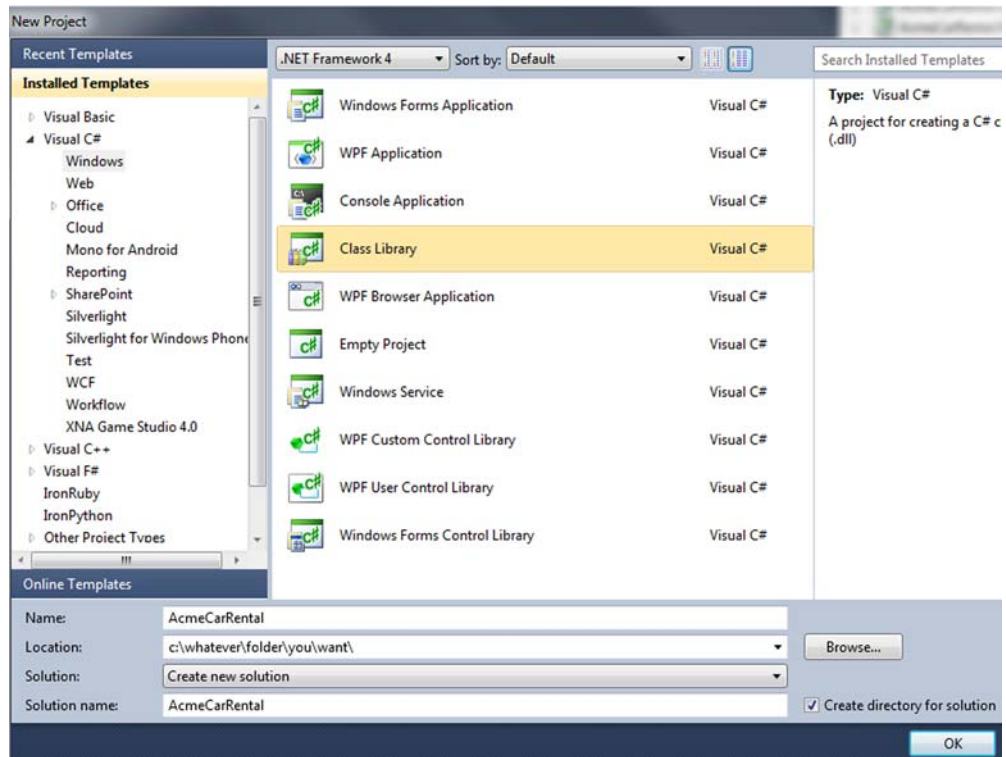 New Project
Recent Templates
Installed Templates
Visual Basic
Visual C#
Windows
Web
Office
Cloud
Mono for Android
Reporting
SharePoint
Silverlight
Silverlight for Windows Phone
Test
WCF
Workflow
XNA Game Studio 4.0
Visual C++
Visual F#
IronRuby
IronPython
Other Project Types
Online Templates
.NET Framework 4 Sort by: Default
Windows Forms Application Visual C#
WPF Application Visual C#
Console Application Visual C#
Class Library Visual C#
WPF Browser Application Visual C#
Empty Project Visual C#
Windows Service Visual C#
WPF Custom Control Library Visual C#
WPF User Control Library Visual C#
Windows Forms Control Library Visual C#
Search Installed Templates
Type: Visual C#
A project for creating a C# c
(.dll)
Name: AcmeCarRental
Location: c:\whatever\folder\you\want\ Browse...
Solution: Create new solution
Solution name: AcmeCarRental Create directory for solution
OK